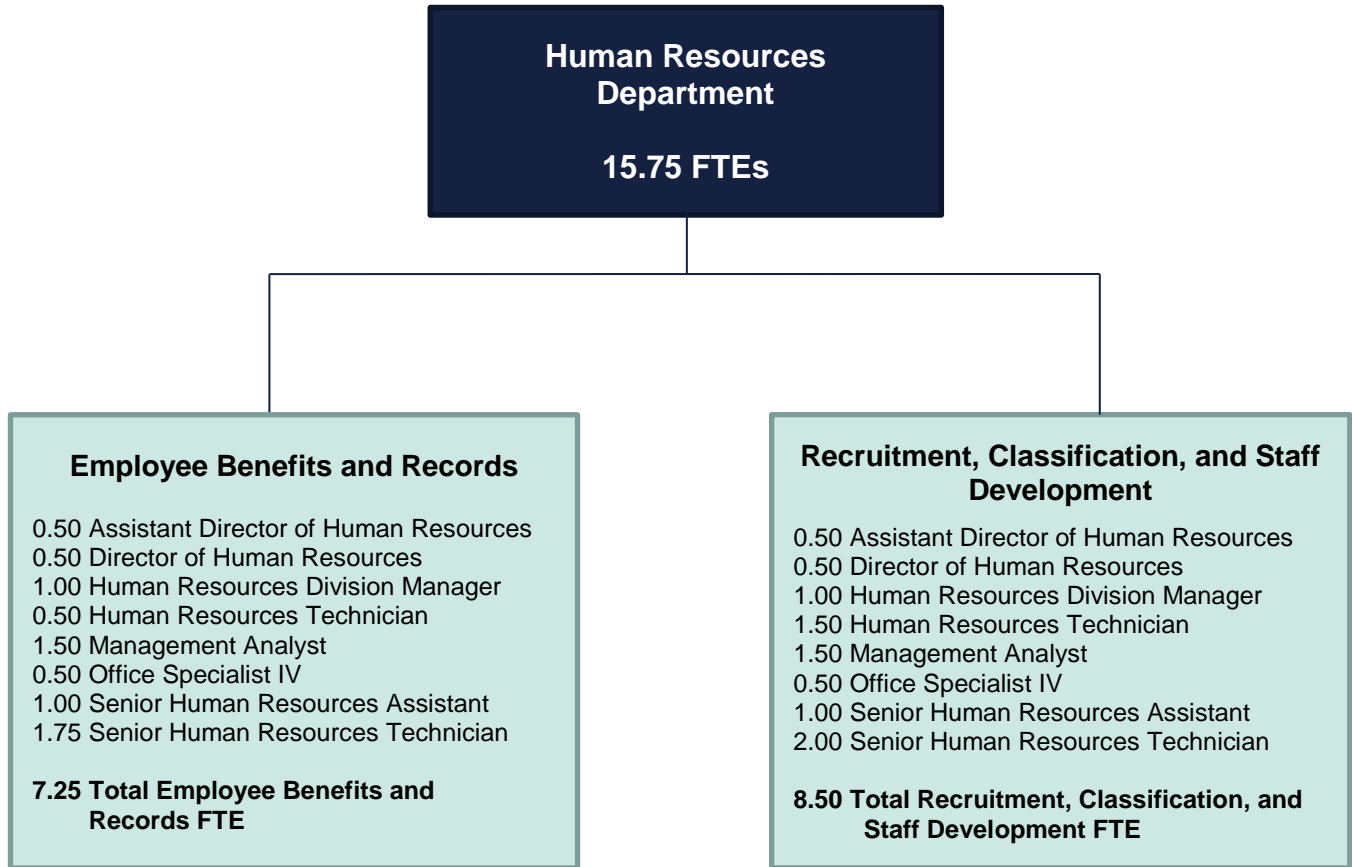 Human Resources
Department
15.75 FTEs
Employee Benefits and Records
0.50 Assistant Director of Human Resources
0.50 Director of Human Resources
1.00 Human Resources Division Manager
0.50 Human Resources Technician
1.50 Management Analyst
0.50 Office Specialist IV
1.00 Senior Human Resources Assistant
1.75 Senior Human Resources Technician
7.25 Total Employee Benefits and
Records FTE
Recruitment, Classification, and Staff
Development
0.50 Assistant Director of Human Resources
0.50 Director of Human Resources
1.00 Human Resources Division Manager
1.50 Human Resources Technician
1.50 Management Analyst
0.50 Office Specialist IV
1.00 Senior Human Resources Assistant
2.00 Senior Human Resources Technician
8.50 Total Recruitment, Classification, and
Staff Development FTE